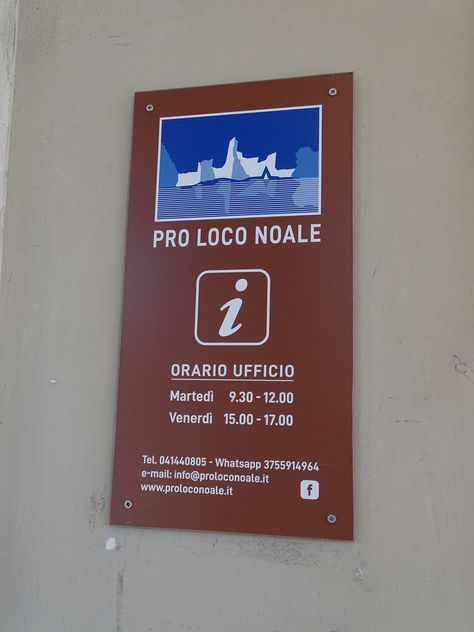 PRO LOCO NOALE
i
ORARIO UFFICIO
Martedì 9.30 - 12.00
Venerdì 15.00 - 17.00
Tel. 041440805 - Whatsapp 3755914964
e-mail: info@proloconoale.it
www.proloconoale.it
f